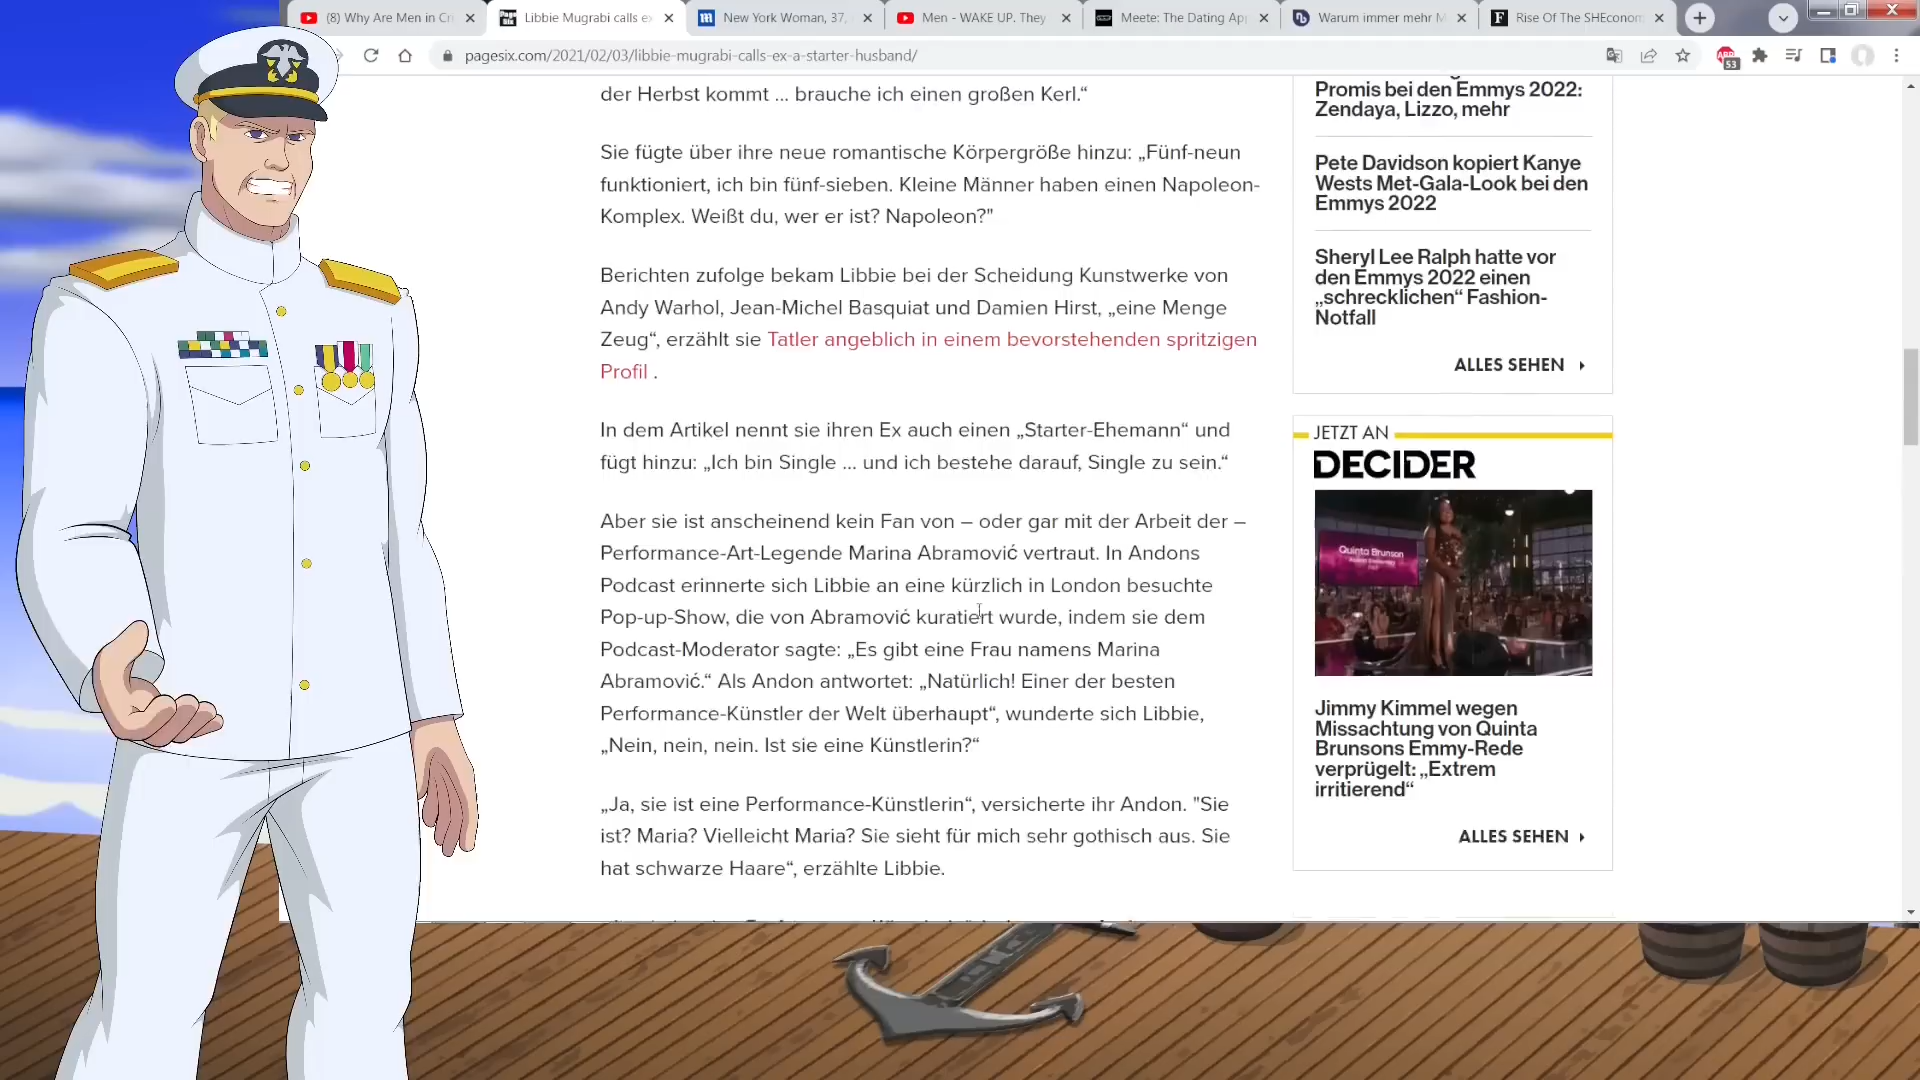 (8) Why Are Men in Cr
Libbie Mugrabi calls ex
New York Woman, 37,
Men - WAKE UP. They
Meete: The Dating Ap
Warum immer mehr M
Rise Of The SHEconom
pagesix.com/2021/02/03/libbie-mugrabi-calls-ex-a-starter-husband/
53
der Herbst kommt ... brauche ich einen großen Kerl.“
Sie fügte über ihre neue romantische Körpergröße hinzu: „Fünf-neun
funktioniert, ich bin fünf-sieben. Kleine Männer haben einen Napoleon-
Komplex. Weißt du, wer er ist? Napoleon?"
Berichten zufolge bekam Libbie bei der Scheidung Kunstwerke von
Andy Warhol, Jean-Michel Basquiat und Damien Hirst, „eine Menge
Zeug“, erzählt sie Tatler angeblich in einem bevorstehenden spritzigen
Profil .
In dem Artikel nennt sie ihren Ex auch einen „Starter-Ehemann“ und
fügt hinzu: „Ich bin Single ... und ich bestehe darauf, Single zu sein.“
Aber sie ist anscheinend kein Fan von – oder gar mit der Arbeit der –
Performance-Art-Legende Marina Abramović vertraut. In Andons
Podcast erinnerte sich Libbie an eine kürzlich in London besuchte
Pop-up-Show, die von Abramović kuratiert wurde, indem sie dem
Podcast-Moderator sagte: „Es gibt eine Frau namens Marina
Abramović.“ Als Andon antwortet: „Natürlich! Einer der besten
Performance-Künstler der Welt überhaupt“, wunderte sich Libbie,
„Nein, nein, nein. Ist sie eine Künstlerin?“
„Ja, sie ist eine Performance-Künstlerin“, versicherte ihr Andon. "Sie
ist? Maria? Vielleicht Maria? Sie sieht für mich sehr gothisch aus. Sie
hat schwarze Haare“, erzählte Libbie.
Promis bei den Emmys 2022:
Zendaya, Lizzo, mehr
Pete Davidson kopiert Kanye
Wests Met-Gala-Look bei den
Emmys 2022
Sheryl Lee Ralph hatte vor
den Emmys 2022 einen
„schrecklichen“ Fashion-
Notfall
ALLES SEHEN
JETZT AN
DECIDER
Quinta Brunson
Jimmy Kimmel wegen
Missachtung von Quinta
Brunsons Emmy-Rede
verprügelt: „Extrem
irritierend“
ALLES SEHEN